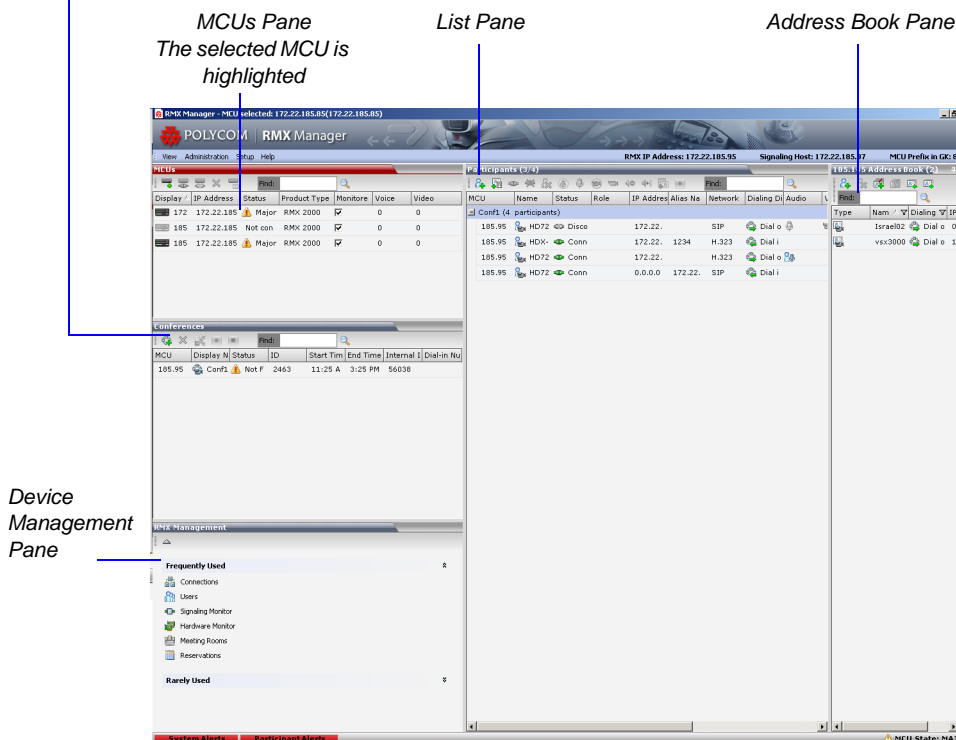 MCUs Pane
The selected MCU is
highlighted
List Pane
Address Book Pane
RMX Manager - MCU selected: 172.22.185.85(172.22.185.85)
POLYCOM | RMX Manager
View Administration Setup Help
RMX IP Address: 172.22.185.95 Signaling Host: 172.22.185.97 MCU Prefix in GK: 8
MCUs
Find:
Display IP Address Status Product Type Monitore Voice Video
172 172.22.185 Major RMX 2000 0 0
185 172.22.185 Not con RMX 2000 0 0
185 172.22.185 Major RMX 2000 0 0
Conferences
Find:
MCU Display N Status ID Start Tim End Time Internal I Dial-in Nu
185.95 Conf1 Not F 2463 11:25 A 3:25 PM 56038
RMX Management
Frequently Used
Connections
Users
Signaling Monitor
Hardware Monitor
Meeting Rooms
Reservations
Rarely Used
Participants (3/4)
Find:
MCU Name Status Role IP Addres Alias Na Network Dialing Di Audio
Conf1 (4 participants)
185.95 HD72 Disco 172.22. SIP Dial o
185.95 HDX- Conn 172.22. 1234 H.323 Dial i
185.95 HD72 Conn 172.22. H.323 Dial o
185.95 HD72 Conn 0.0.0.0 172.22. SIP Dial i
Address Book (2)
Find:
Type Nam Dialing IP
Israel02 Dial o 0
vsx3000 Dial o 1
Device
Management
Pane
System Alerts Participant Alerts
MCU State: MAJ